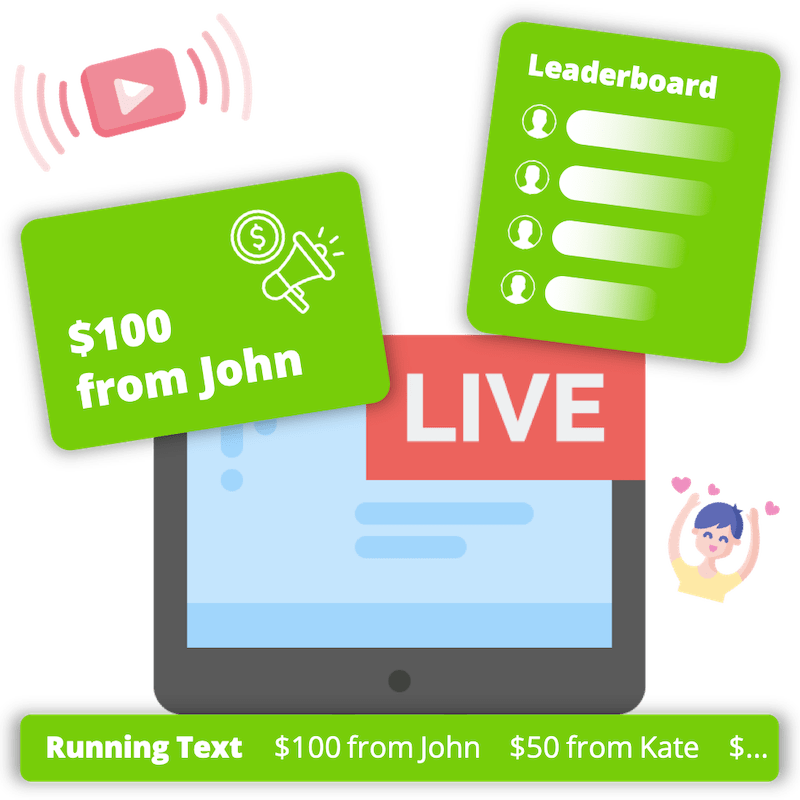 Leaderboard
$
$100
from John
LIVE
Running Text $100 from John $50 from Kate $...